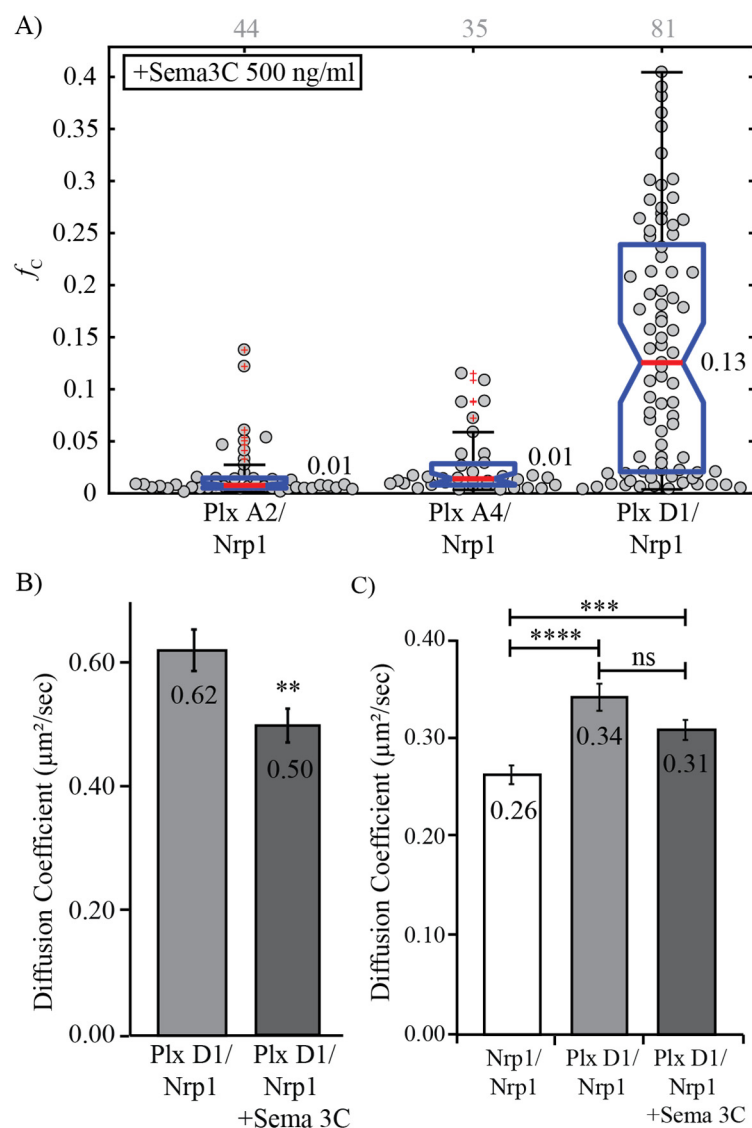 A)
44 35 81
+Sema3C 500 ng/ml
0.4
0.35
0.3
0.25
0.2
0.15
0.1
0.05
0
fc
0.01
0.01
0.13
Plx A2/
Nrp1
Plx A4/
Nrp1
Plx D1/
Nrp1
B)
Diffusion Coefficient (μm²/sec)
0.60
0.40
0.20
0.00
0.62
**
0.50
Plx D1/
Nrp1
Plx D1/
Nrp1
+Sema 3C
C)
Diffusion Coefficient (μm²/sec)
0.40
0.30
0.20
0.10
0.00
***
****
ns
0.26
0.34
0.31
Nrp1/
Nrp1
Plx D1/
Nrp1
Plx D1/
Nrp1
+Sema 3C